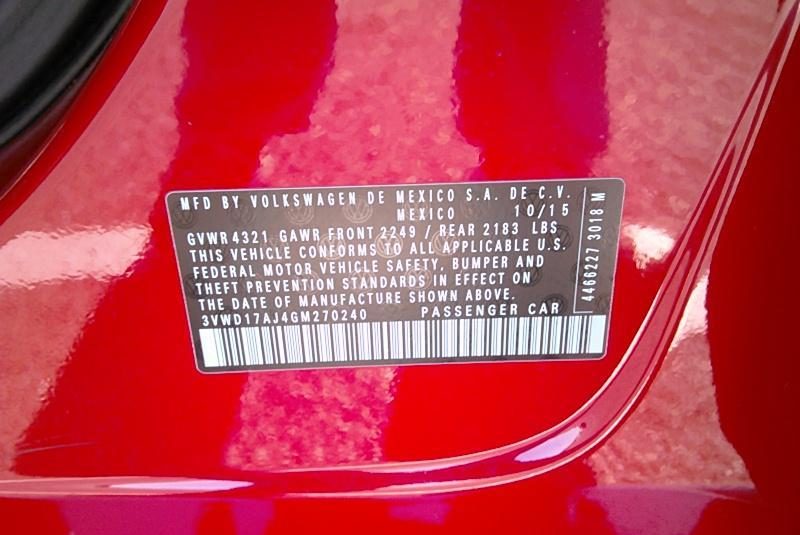 MFD BY VOLKSWAGEN DE MEXICO S.A. DE C.V.
MEXICO 10/15
GVWR 4321 GAWR FRONT 2249 / REAR 2183 LBS
THIS VEHICLE CONFORMS TO ALL APPLICABLE U.S.
FEDERAL MOTOR VEHICLE SAFETY, BUMPER AND
THEFT PREVENTION STANDARDS IN EFFECT ON
THE DATE OF MANUFACTURE SHOWN ABOVE.
3VWD17AJ4GM270240 PASSENGER CAR
4466227 3018 M